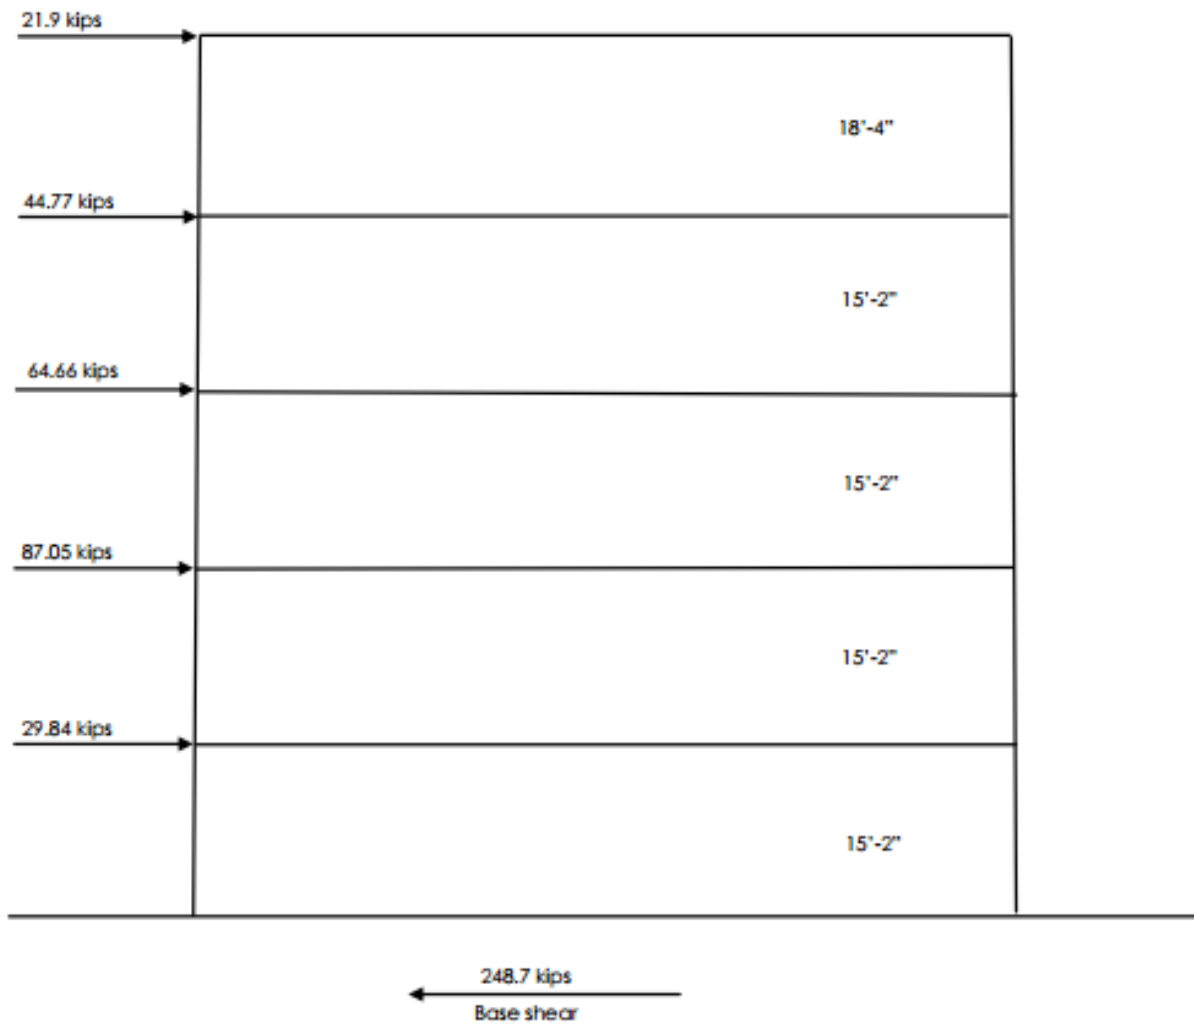 21.9 kips
18'-4"
44.77 kips
15'-2"
64.66 kips
15'-2"
87.05 kips
15'-2"
29.84 kips
15'-2"
248.7 kips
Base shear